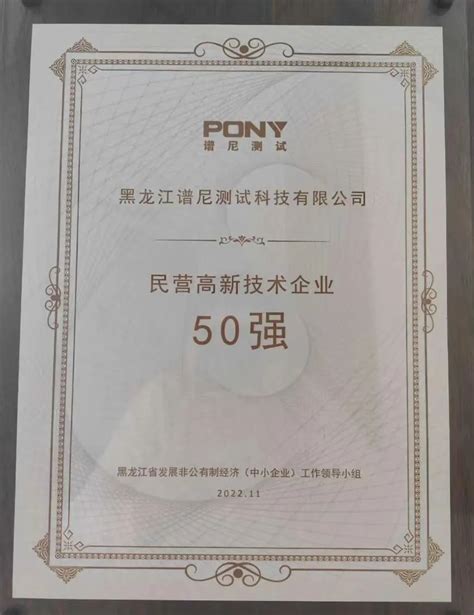 PONY
谱尼测试
黑龙江谱尼测试科技有限公司
民营高新技术企业
50强
黑龙江省发展非公有制经济（中小企业）工作领导小组
2022.11